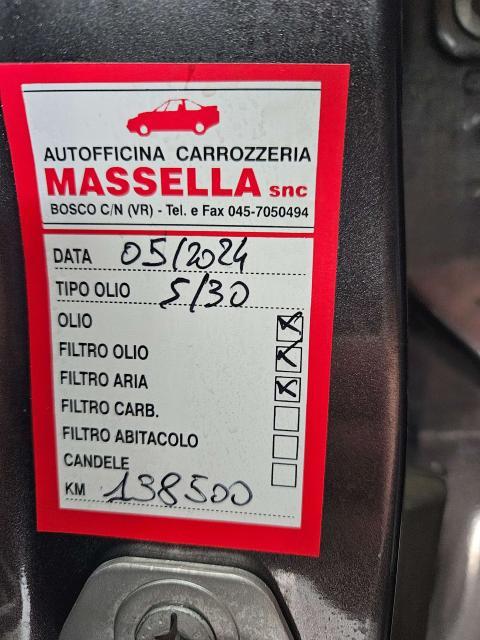 AUTOFFICINA CARROZZERIA
MASSELLA snc
BOSCO C/N (VR) - Tel. e Fax 045-7050494
DATA 05/2024
TIPO OLIO 5/30
OLIO
FILTRO OLIO
FILTRO ARIA
FILTRO CARB.
FILTRO ABITACOLO
CANDELE
KM 138500